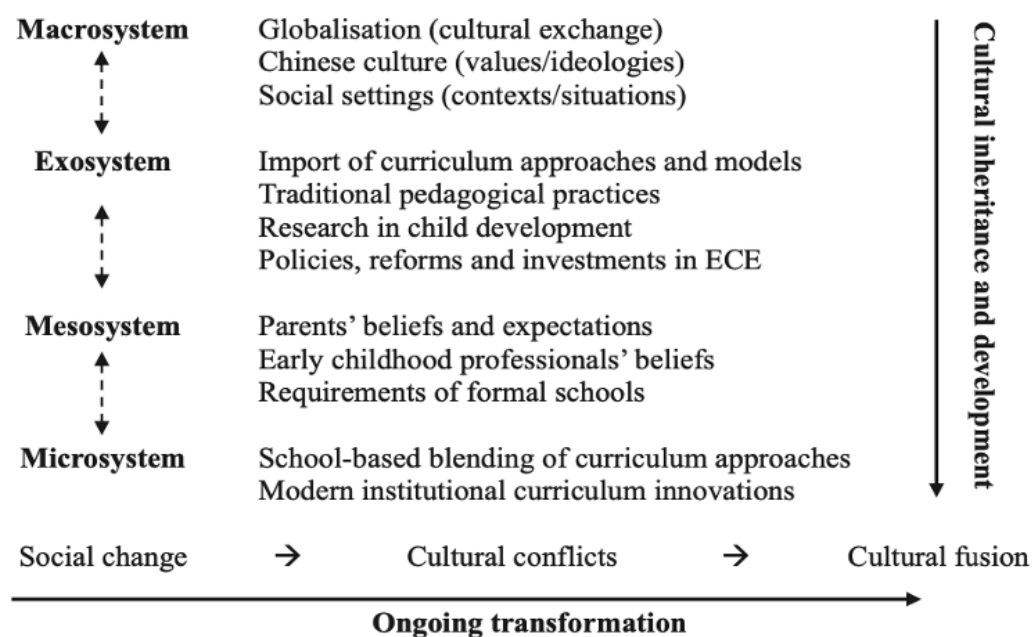 Macrosystem Globalisation (cultural exchange)
Chinese culture (values/ideologies)
Social settings (contexts/situations)
Exosystem Import of curriculum approaches and models
Traditional pedagogical practices
Research in child development
Policies, reforms and investments in ECE
Mesosystem Parents’ beliefs and expectations
Early childhood professionals’ beliefs
Requirements of formal schools
Microsystem School-based blending of curriculum approaches
Modern institutional curriculum innovations
Cultural inheritance and development
Social change → Cultural conflicts → Cultural fusion
Ongoing transformation